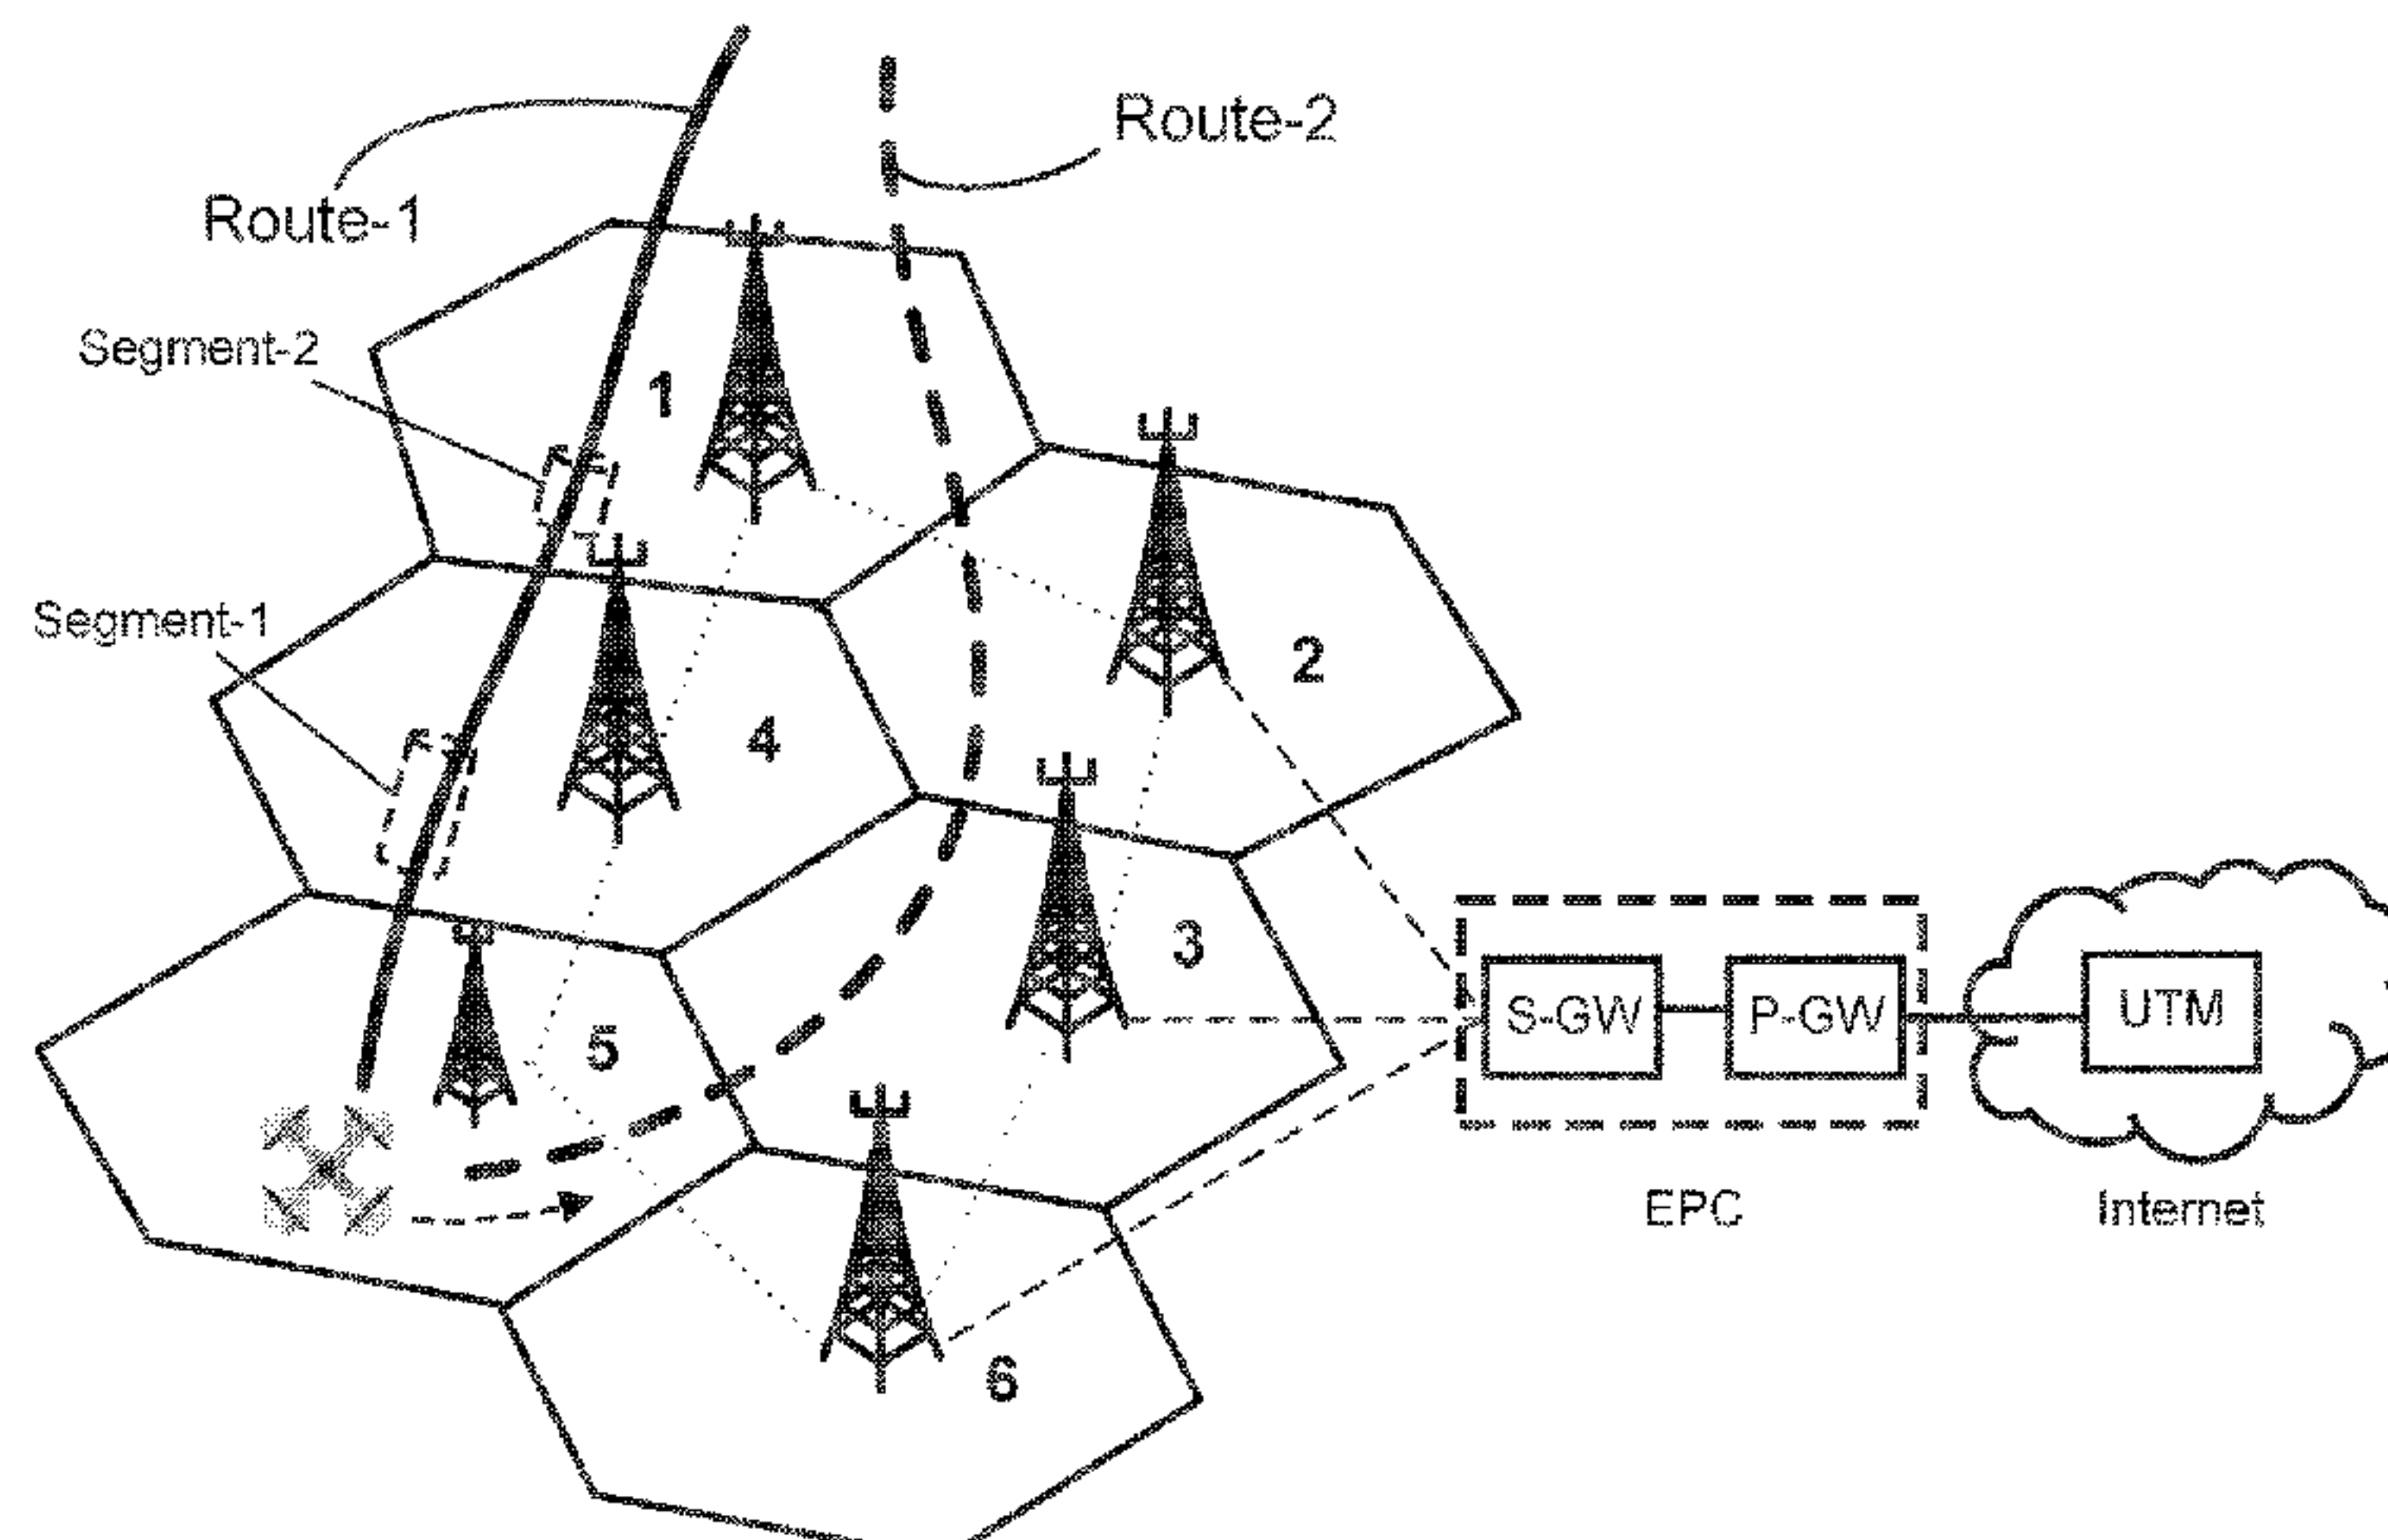 Route-2
Route-1
Segment-2
1
Segment-1
2
4
3
5
S-GW
P-GW
UTM
EPC
Internet
6